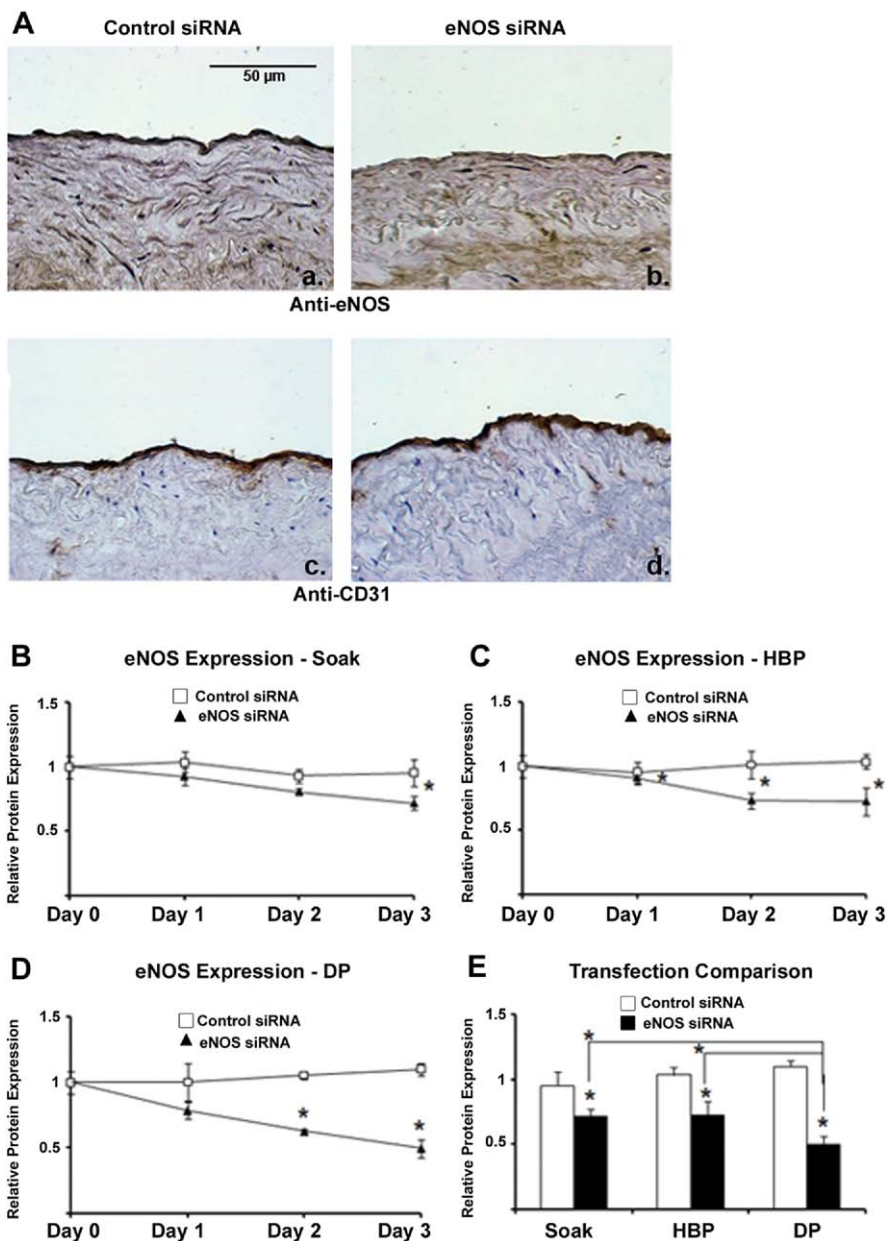 A
Control siRNA
eNOS siRNA
50 µm
a.
b.
Anti-eNOS
c.
d.
Anti-CD31
B
eNOS Expression - Soak
Control siRNA
eNOS siRNA
Relative Protein Expression
1.5
1
0.5
*
Day 0 Day 1 Day 2 Day 3
C
eNOS Expression - HBP
Control siRNA
eNOS siRNA
Relative Protein Expression
1.5
1
0.5
* * *
Day 0 Day 1 Day 2 Day 3
D
eNOS Expression - DP
Control siRNA
eNOS siRNA
Relative Protein Expression
1.5
1
0.5
* *
Day 0 Day 1 Day 2 Day 3
E
Transfection Comparison
Control siRNA
eNOS siRNA
Relative Protein Expression
1.5
1
0.5
* *
* * *
Soak HBP DP